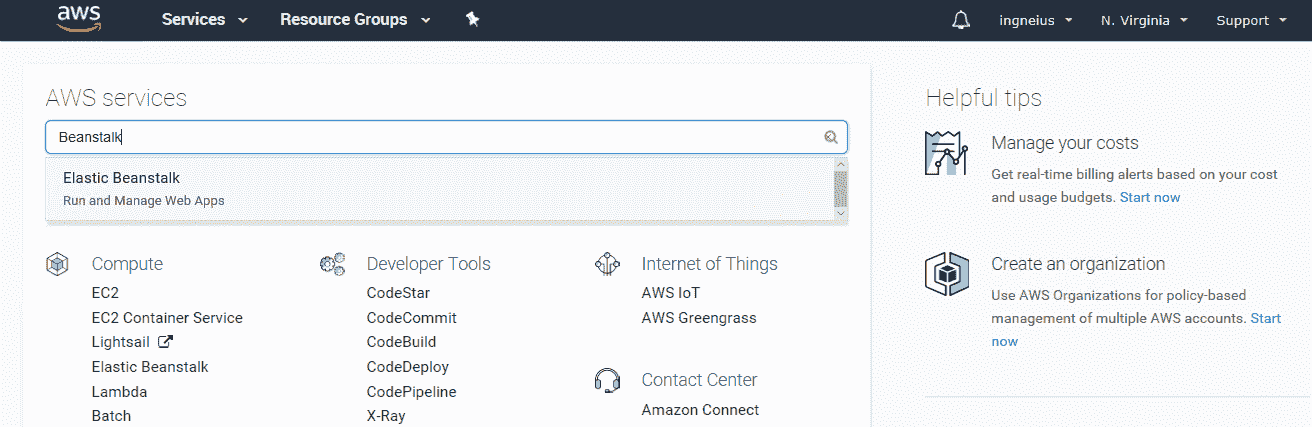 aws Services Resource Groups ingneius N. Virginia Support
AWS services
Beanstalk
Elastic Beanstalk
Run and Manage Web Apps
Compute
EC2
EC2 Container Service
Lightsail
Elastic Beanstalk
Lambda
Batch
Developer Tools
CodeStar
CodeCommit
CodeBuild
CodeDeploy
CodePipeline
X-Ray
Internet of Things
AWS IoT
AWS Greengrass
Contact Center
Amazon Connect
Helpful tips
Manage your costs
Get real-time billing alerts based on your cost
and usage budgets. Start now
Create an organization
Use AWS Organizations for policy-based
management of multiple AWS accounts. Start
now